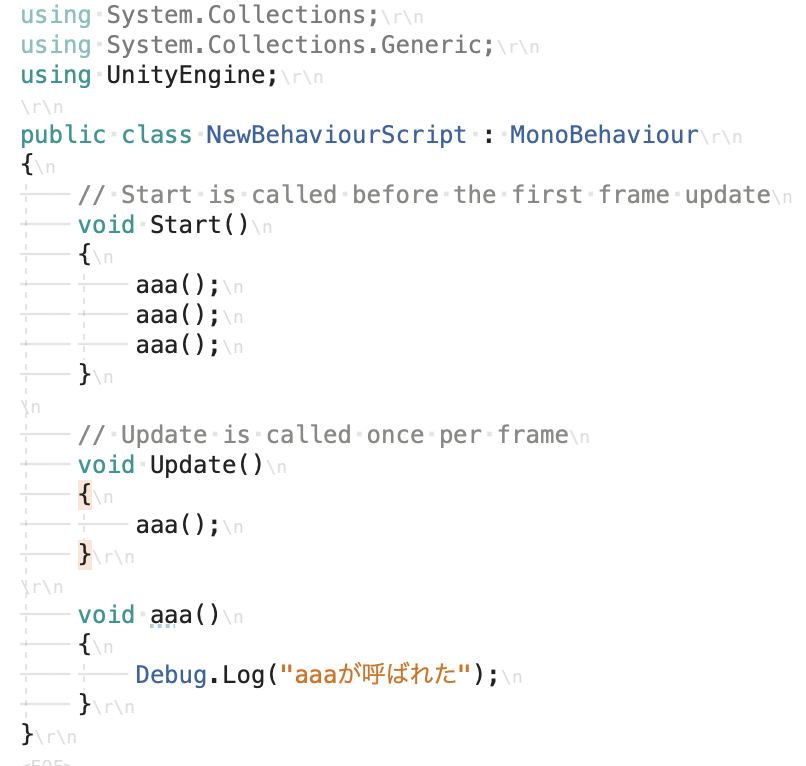 using System.Collections;\r\n
using System.Collections.Generic;\r\n
using UnityEngine;\r\n
\r\n
public class NewBehaviourScript : MonoBehaviour\r\n
{\n
// Start is called before the first frame update\n
void Start()\n
{\n
aaa();\n
aaa();\n
aaa();\n
}\n
\n
// Update is called once per frame\n
void Update()\n
{\n
aaa();\n
}\r\n
\r\n
void aaa()\n
{\n
Debug.Log("aaaが呼ばれた");\n
}\r\n
}\r\n
<EOF>